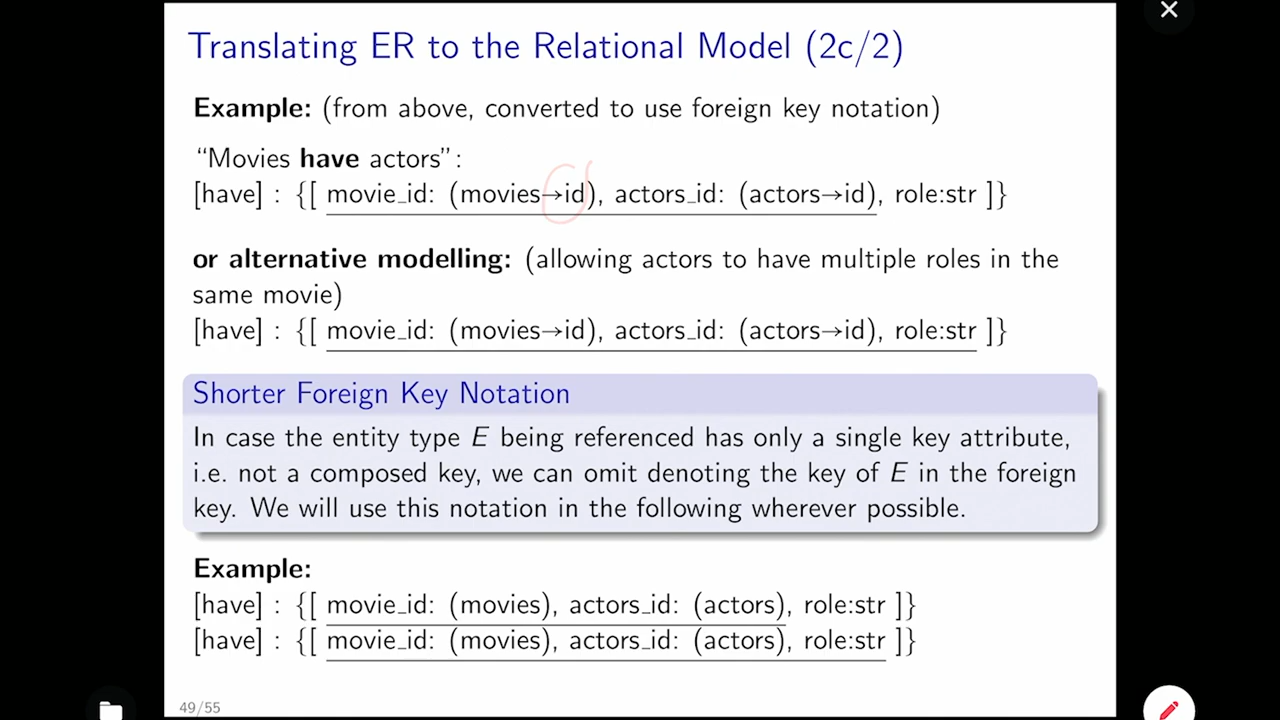 Translating ER to the Relational Model (2c/2)
Example: (from above, converted to use foreign key notation)
“Movies have actors”:
[have] : {[ movie_id: (movies→id), actors_id: (actors→id), role:str ]}
or alternative modelling: (allowing actors to have multiple roles in the
same movie)
[have] : {[ movie_id: (movies→id), actors_id: (actors→id), role:str ]}
Shorter Foreign Key Notation
In case the entity type E being referenced has only a single key attribute,
i.e. not a composed key, we can omit denoting the key of E in the foreign
key. We will use this notation in the following wherever possible.
Example:
[have] : {[ movie_id: (movies), actors_id: (actors), role:str ]}
[have] : {[ movie_id: (movies), actors_id: (actors), role:str ]}
49/55